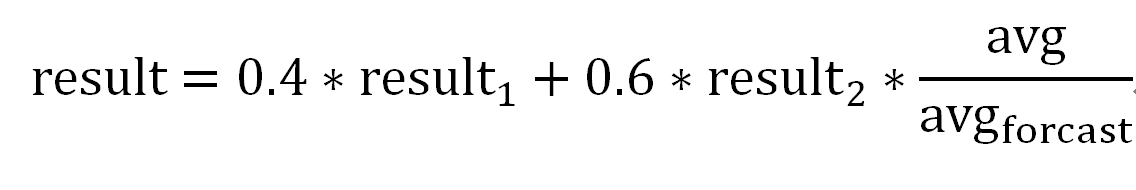 result = 0.4 * result₁ + 0.6 * result₂ * avg / avg_forcast